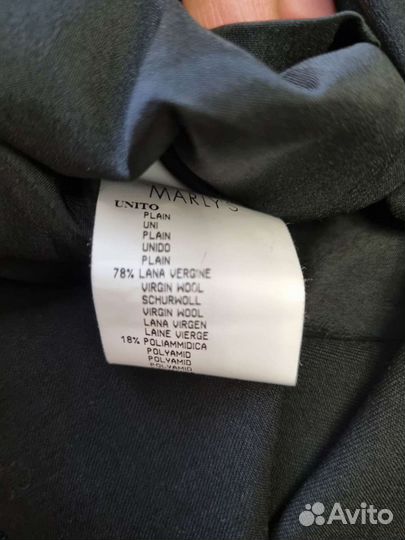 MARLY'S
UNITO
PLAIN
UNI
PLAIN
UNIDO
PLAIN
78% LANA VERGINE
VIRGIN WOOL
SCHURWOLL
VIRGIN WOOL
LANA VIRGEN
LAINE VIERGE
18% POLIAMMIDICA
POLYAMID
POLYAMID
POLYAMID
Avito